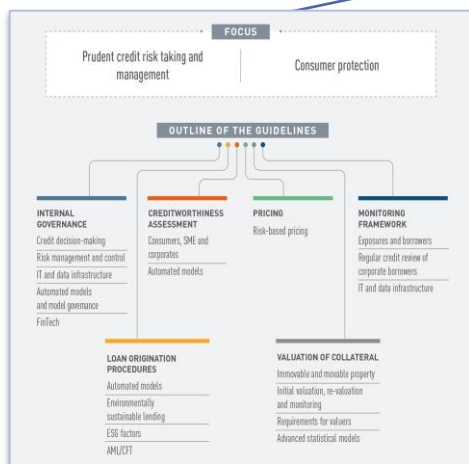 FOCUS
Prudent credit risk taking and
management
Consumer protection
OUTLINE OF THE GUIDELINES
INTERNAL
GOVERNANCE
Credit decision-making
Risk management and control
IT and data infrastructure
Automated models
and model governance
FinTech
CREDITWORTHINESS
ASSESSMENT
Consumers, SME and
corporates
Automated models
PRICING
Risk-based pricing
MONITORING
FRAMEWORK
Exposures and borrowers
Regular credit review of
corporate borrowers
IT and data infrastructure
LOAN ORIGINATION
PROCEDURES
Automated models
Environmentally
sustainable lending
ESG factors
AML/CFT
VALUATION OF COLLATERAL
Immovable and movable property
Initial valuation, re-valuation
and monitoring
Requirements for valuers
Advanced statistical models